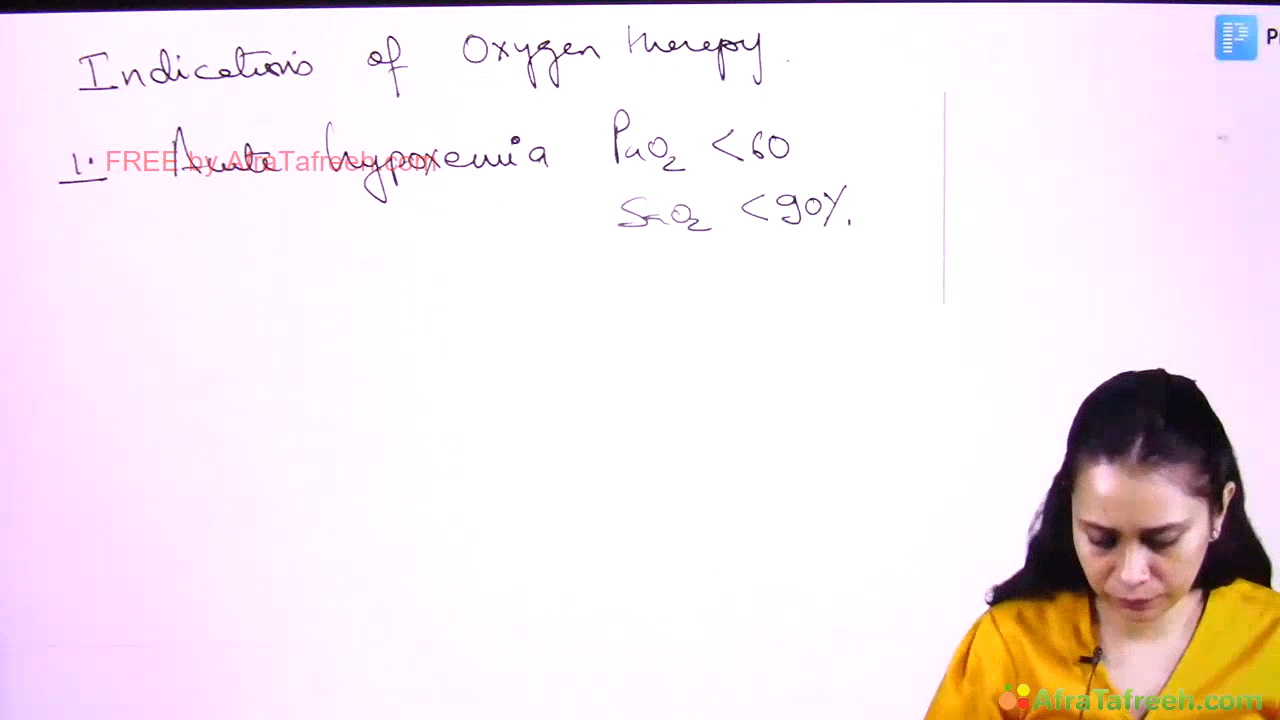 Indications of Oxygen therapy
1. Acute hypoxemia PaO2 <60
FREE by AfraTafreeh.com
SaO2 <90%.
P
AfraTafreeh.com